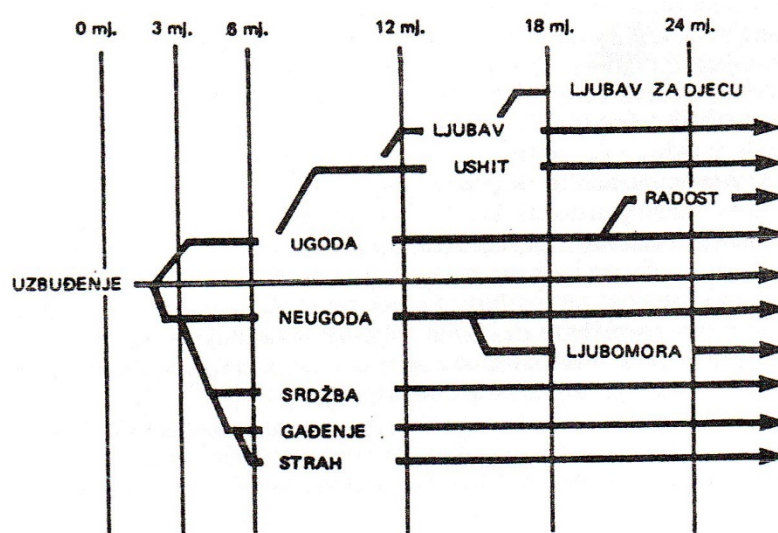 0 mj. 3 mj. 6 mj. 12 mj. 18 mj. 24 mj.
LJUBAV ZA DJECU
LJUBAV
USHIT
RADOST
UGODA
UZBUĐENJE
NEUGODA
LJUBOMORA
SRDŽBA
GAĐENJE
STRAH